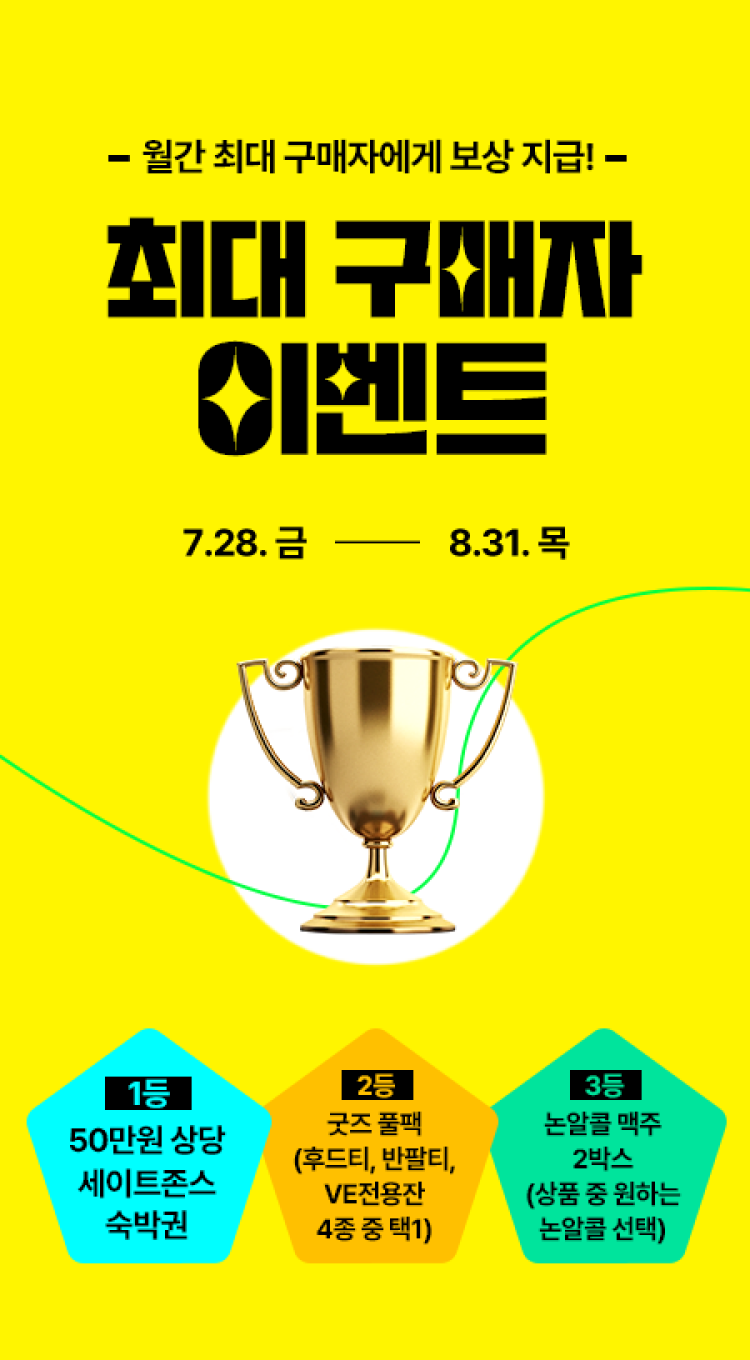 - 월간 최대 구매자에게 보상 지급! -
최대 구매자
이벤트
7.28. 금 — 8.31. 목
1등
50만원 상당
세이트존스
숙박권
2등
굿즈 풀팩
(후드티, 반팔티,
VE전용잔
4종 중 택1)
3등
논알콜 맥주
2박스
(상품 중 원하는
논알콜 선택)